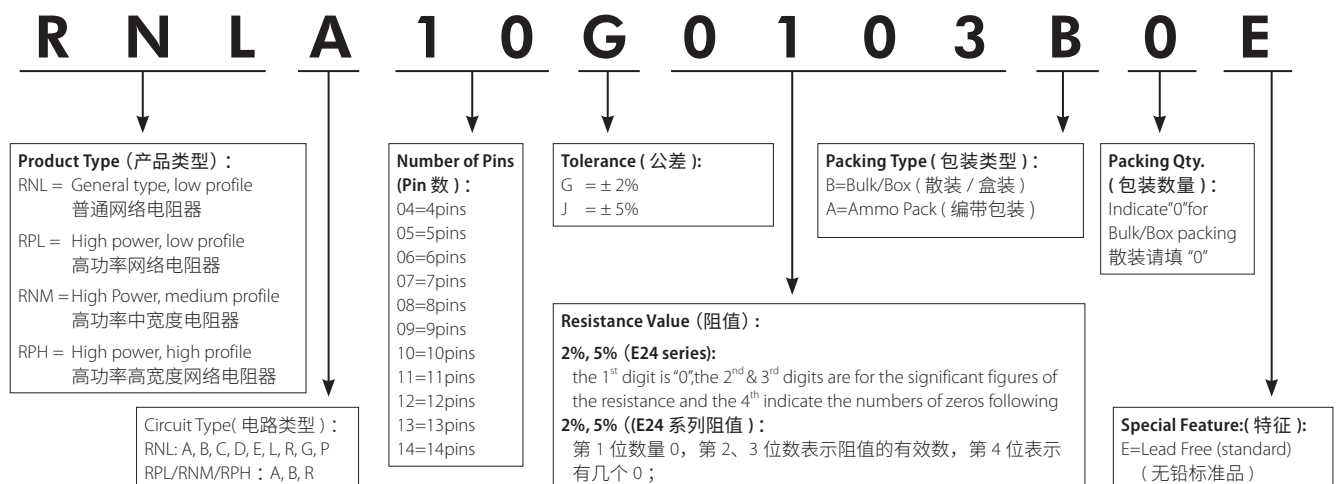 R N L A 1 0 G 0 1 0 3 B 0 E
Product Type（产品类型）：
RNL = General type, low profile
普通网络电阻器
RPL = High power, low profile
高功率网络电阻器
RNM = High Power, medium profile
高功率中宽度电阻器
RPH = High power, high profile
高功率高宽度网络电阻器
Circuit Type( 电路类型 )：
RNL: A, B, C, D, E, L, R, G, P
RPL/RNM/RPH：A, B, R
Number of Pins
(Pin 数 )：
04=4pins
05=5pins
06=6pins
07=7pins
08=8pins
09=9pins
10=10pins
11=11pins
12=12pins
13=13pins
14=14pins
Tolerance ( 公差 ):
G = ± 2%
J = ± 5%
Resistance Value（阻值）:
2%, 5%（E24 series):
the 1st digit is “0”,the 2nd & 3rd digits are for the significant figures of
the resistance and the 4th indicate the numbers of zeros following
2%, 5%（(E24 系列阻值 )：
第 1 位数量 0，第 2、3 位数表示阻值的有效数，第 4 位表示
有几个 0；
Packing Type ( 包装类型 )：
B=Bulk/Box ( 散装 / 盒装 )
A=Ammo Pack ( 编带包装 )
Packing Qty.
( 包装数量 )：
Indicate"0"for
Bulk/Box packing
散装请填 “0”
Special Feature:( 特征 ):
E=Lead Free (standard)
( 无铅标准品 )